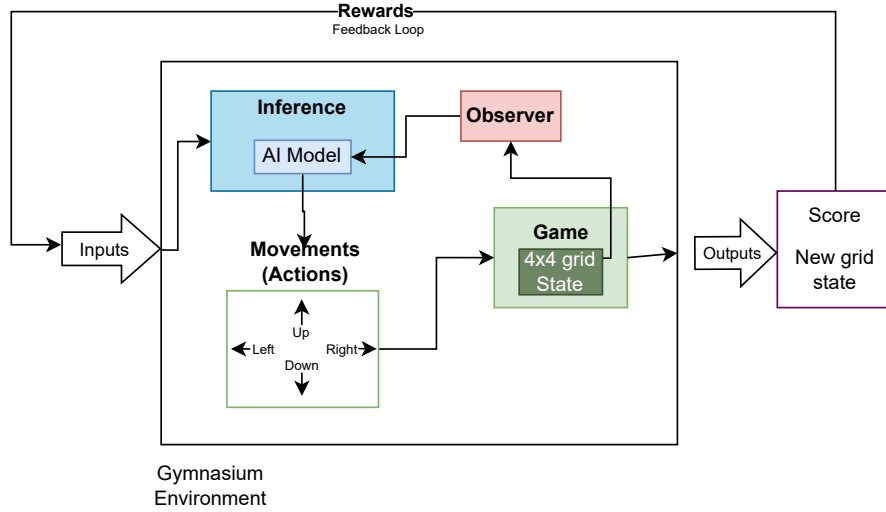 Rewards
Feedback Loop
Inference
AI Model
Observer
Inputs
Movements
(Actions)
Up
Left
Right
Down
Game
4x4 grid
State
Outputs
Score
New grid
state
Gymnasium
Environment